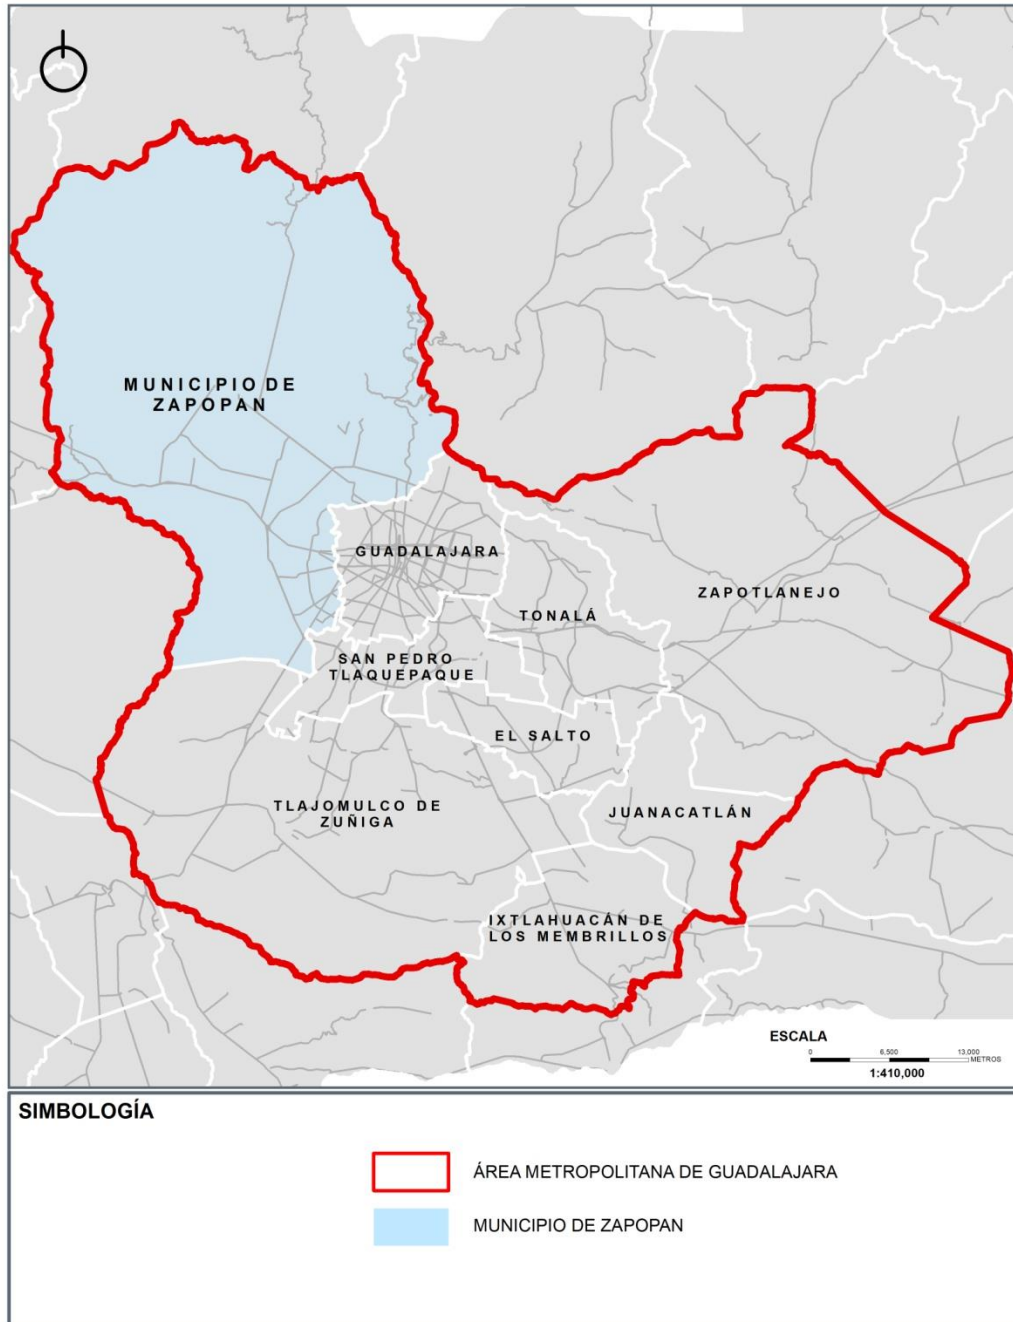 MUNICIPIO DE
ZAPOPAN
GUADALAJARA
ZAPOTLANEJO
TONALÁ
SAN PEDRO
TLAQUEPAQUE
EL SALTO
TLAJOMULCO DE
ZUÑIGA
JUANACATLÁN
IXTLAHUACÁN DE
LOS MEMBRILLOS
ESCALA
0 6,500 13,000
METROS
1:410,000
SIMBOLOGÍA
ÁREA METROPOLITANA DE GUADALAJARA
MUNICIPIO DE ZAPOPAN